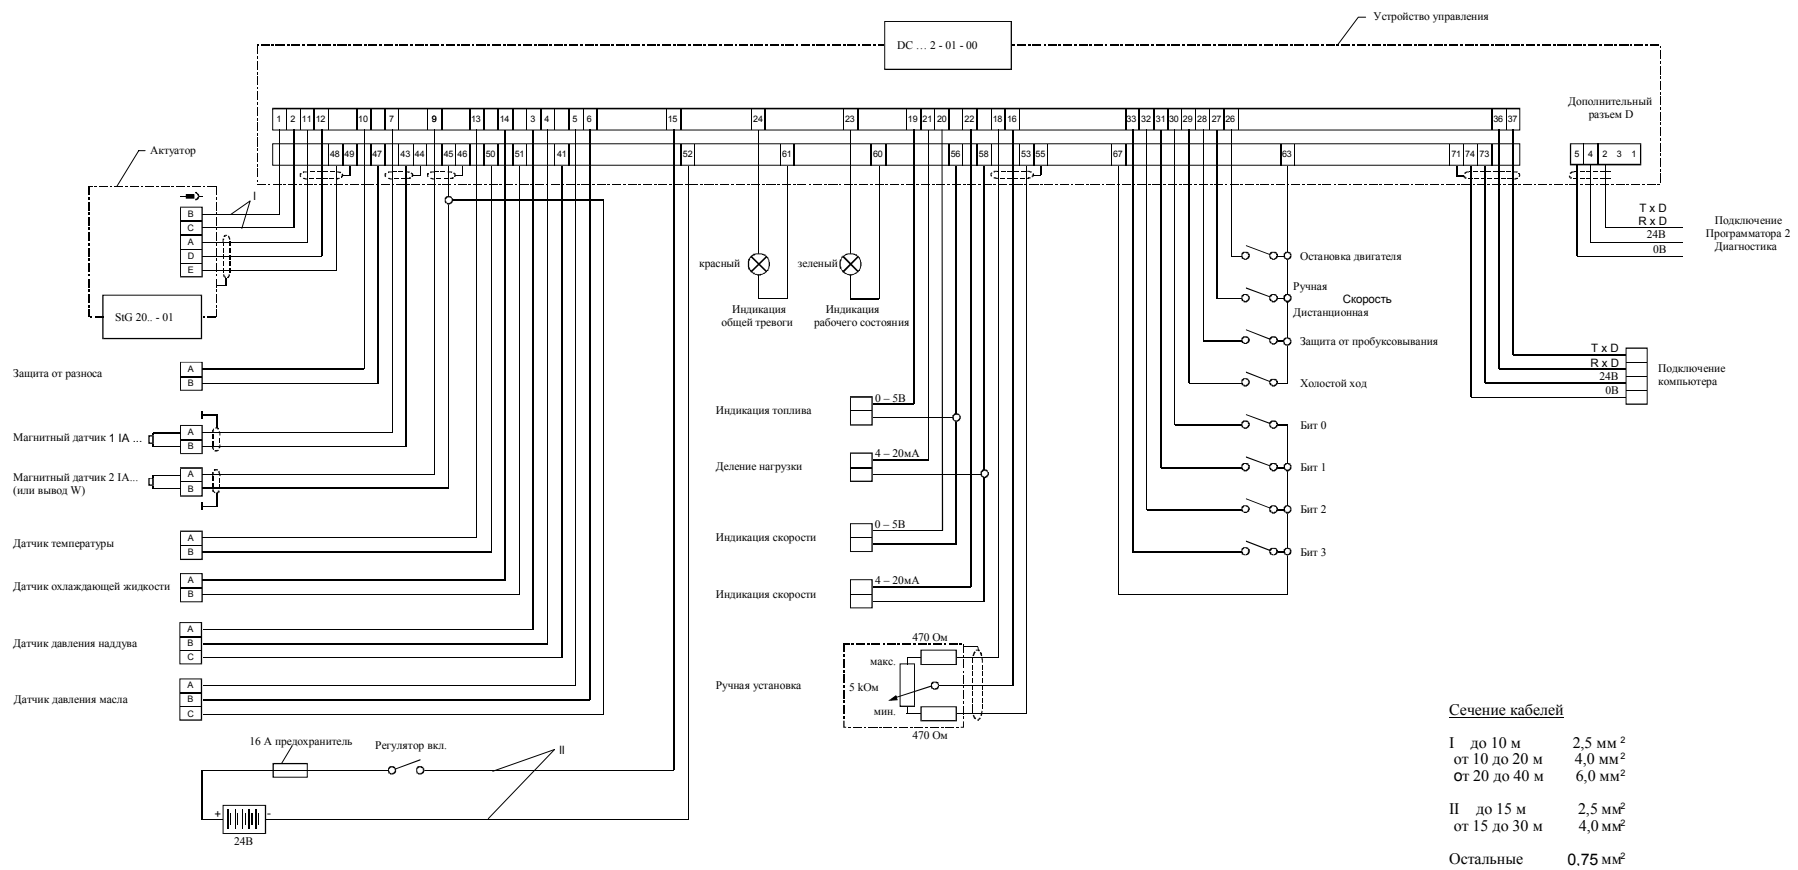 Устройство управления
DC ... 2 - 01 - 00
Дополнительный
разъем D
1 2 11 12 10 7 9 13 14 3 4 5 6 15 24 23 19 21 20 22 18 16 33 32 31 30 29 28 27 26 36 37
48 49 47 43 44 45 46 50 51 41 52 61 60 56 58 53 55 67 63 71 74 73
5 4 2 3 1
Актуатор
I
B
C
A
D
E
StG 20.. - 01
T x D
R x D
24В
0В
Подключение
Программатора 2
Диагностика
красный
зеленый
Индикация
общей тревоги
Индикация
рабочего состояния
Остановка двигателя
Ручная
Скорость
Дистанционная
Защита от пробуксовывания
Холостой ход
Бит 0
Бит 1
Бит 2
Бит 3
T x D
R x D
24В
0В
Подключение
компьютера
Защита от разноса
A
B
Магнитный датчик 1 IA ...
A
B
Магнитный датчик 2 IA...
(или вывод W)
A
B
Датчик температуры
A
B
Датчик охлаждающей жидкости
A
B
Датчик давления наддува
A
B
C
Датчик давления масла
A
B
C
Индикация топлива
0 – 5В
Деление нагрузки
4 – 20мА
Индикация скорости
0 – 5В
Индикация скорости
4 – 20мА
470 Ом
макс.
Ручная установка
5 kОм
мин.
470 Ом
16 А предохранитель
Регулятор вкл.
II
+
-
24В
Сечение кабелей
I до 10 м 2,5 мм ²
от 10 до 20 м 4,0 мм²
от 20 до 40 м 6,0 мм²
II до 15 м 2,5 мм²
от 15 до 30 м 4,0 мм²
Остальные 0,75 мм²